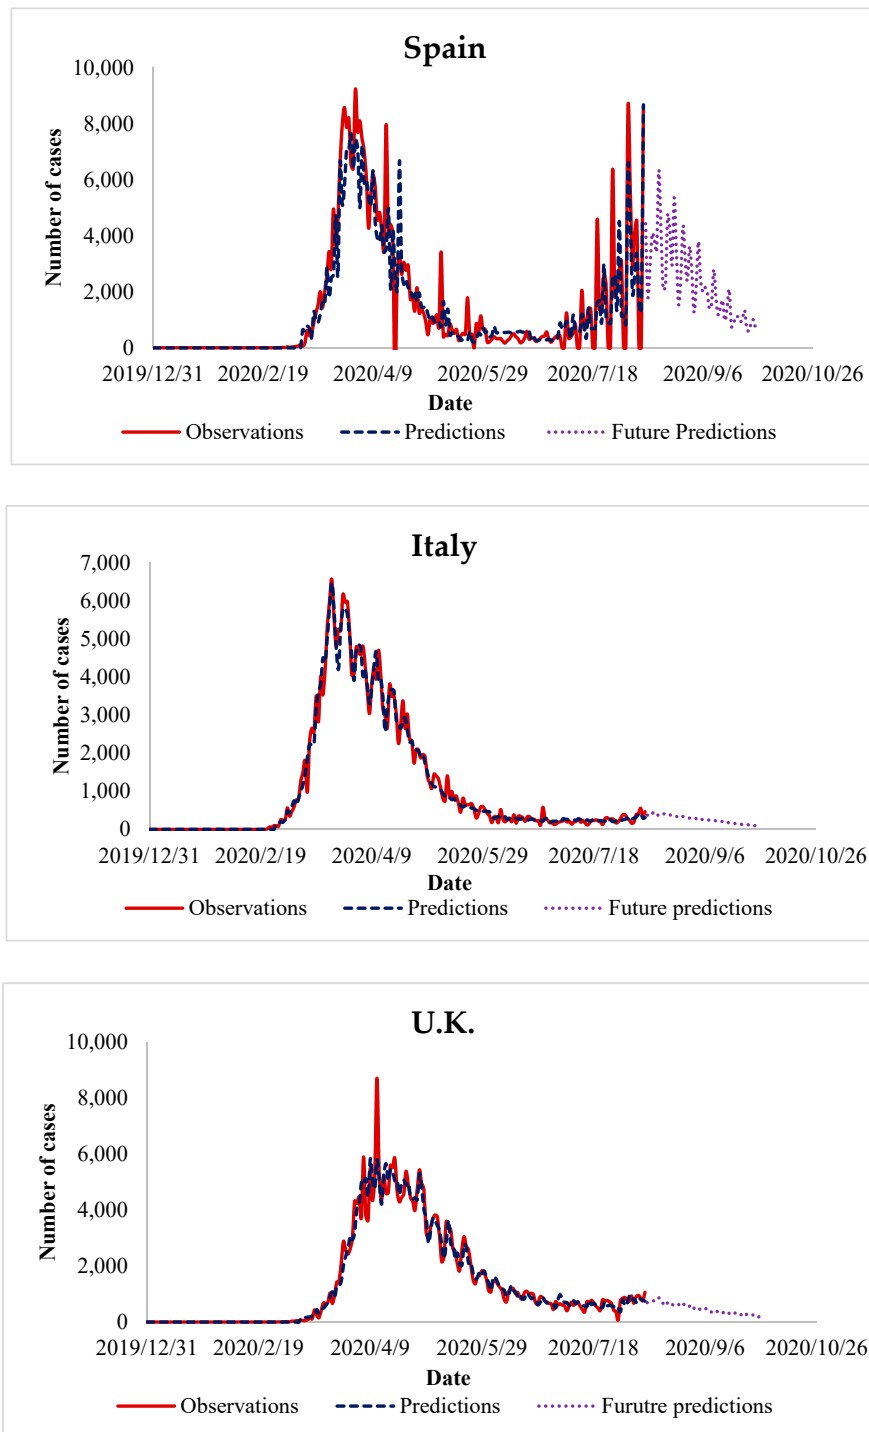 Spain
10,000
8,000
6,000
4,000
2,000
0
Number of cases
2019/12/31 2020/2/19 2020/4/9 2020/5/29 2020/7/18 2020/9/6 2020/10/26
Date
Observations Predictions Future Predictions
Italy
7,000
6,000
5,000
4,000
3,000
2,000
1,000
0
Number of cases
2019/12/31 2020/2/19 2020/4/9 2020/5/29 2020/7/18 2020/9/6 2020/10/26
Date
Observations Predictions Future predictions
U.K.
10,000
8,000
6,000
4,000
2,000
0
Number of cases
2019/12/31 2020/2/19 2020/4/9 2020/5/29 2020/7/18 2020/9/6 2020/10/26
Date
Observations Predictions Furutre predictions